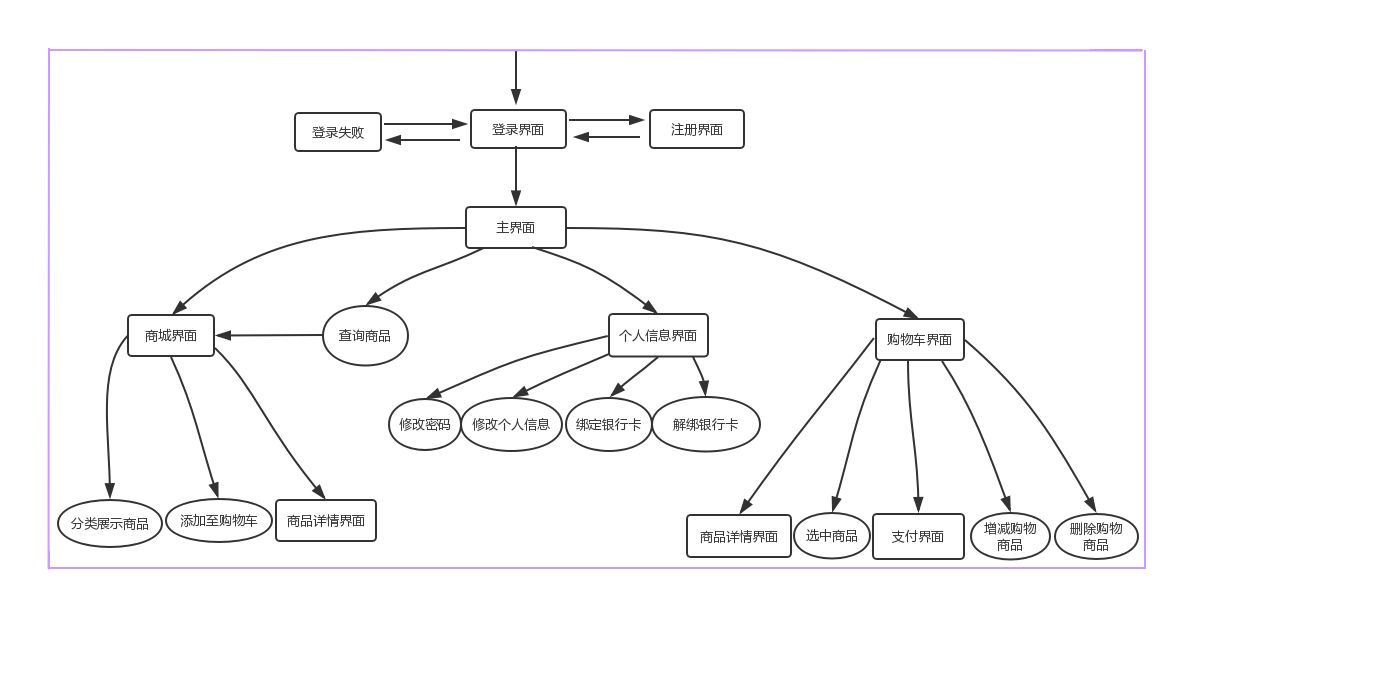 登录失败
登录界面
注册界面
主界面
商城界面
查询商品
个人信息界面
购物车界面
修改密码
修改个人信息
绑定银行卡
解绑银行卡
分类展示商品
添加至购物车
商品详情界面
商品详情界面
选中商品
支付界面
增减购物
商品
删除购物
商品